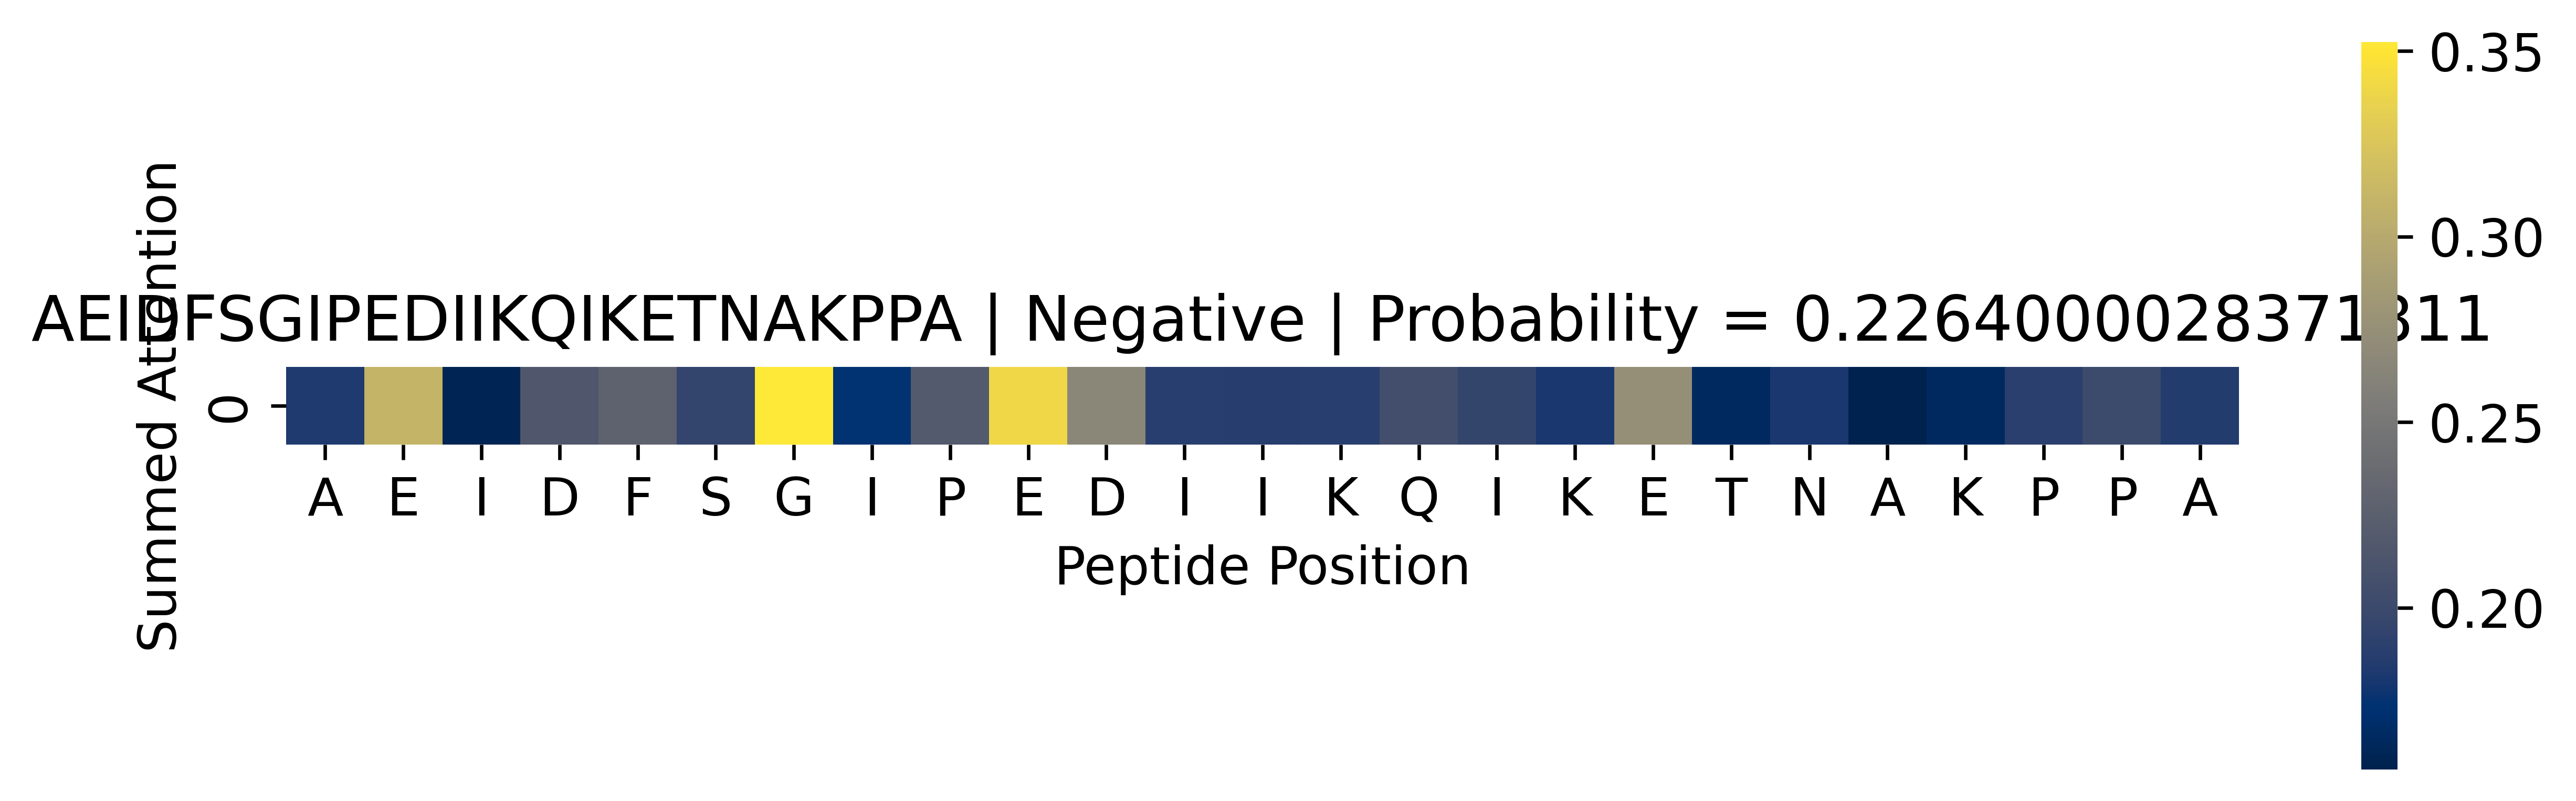 AEIDFSGIPEDIIKQIKETNAKPPA | Negative | Probability = 0.2264000028371811
Summed Attention
0
A E I D F S G I P E D I I K Q I K E T N A K P P A
Peptide Position
0.35
0.30
0.25
0.20